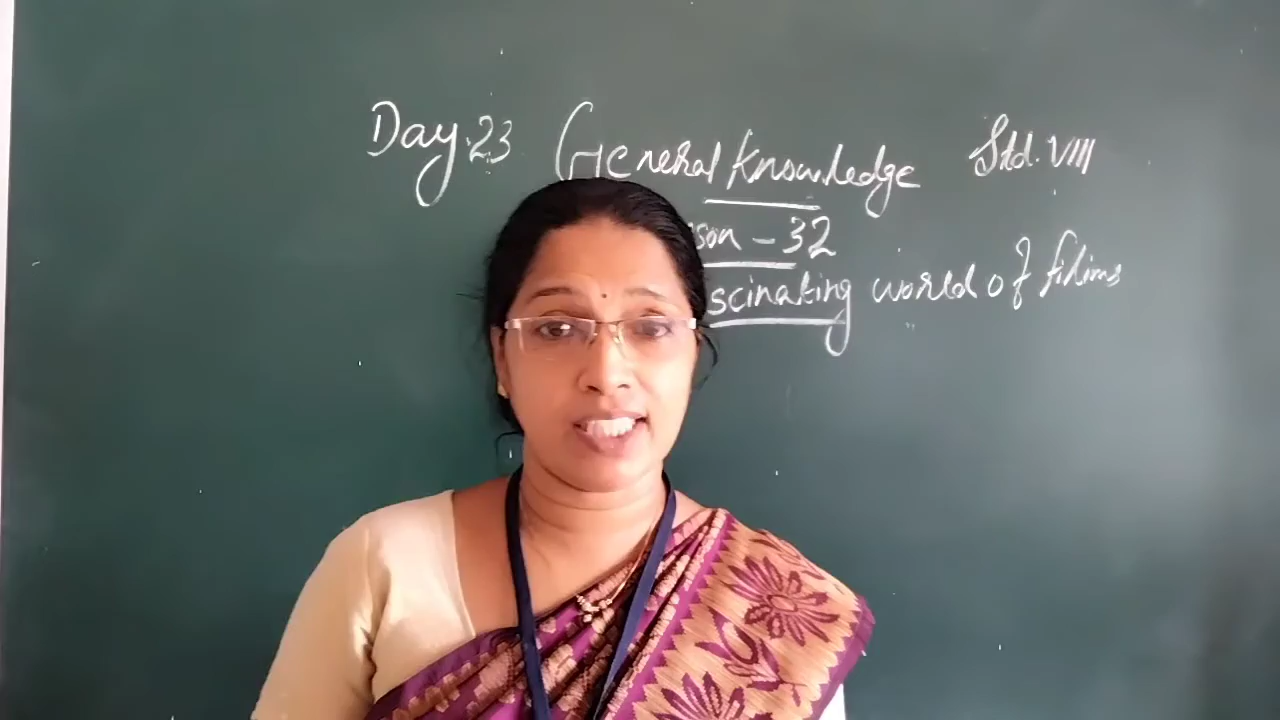 Day:23 General Knowledge Std. VIII
son - 32
scinating world of films